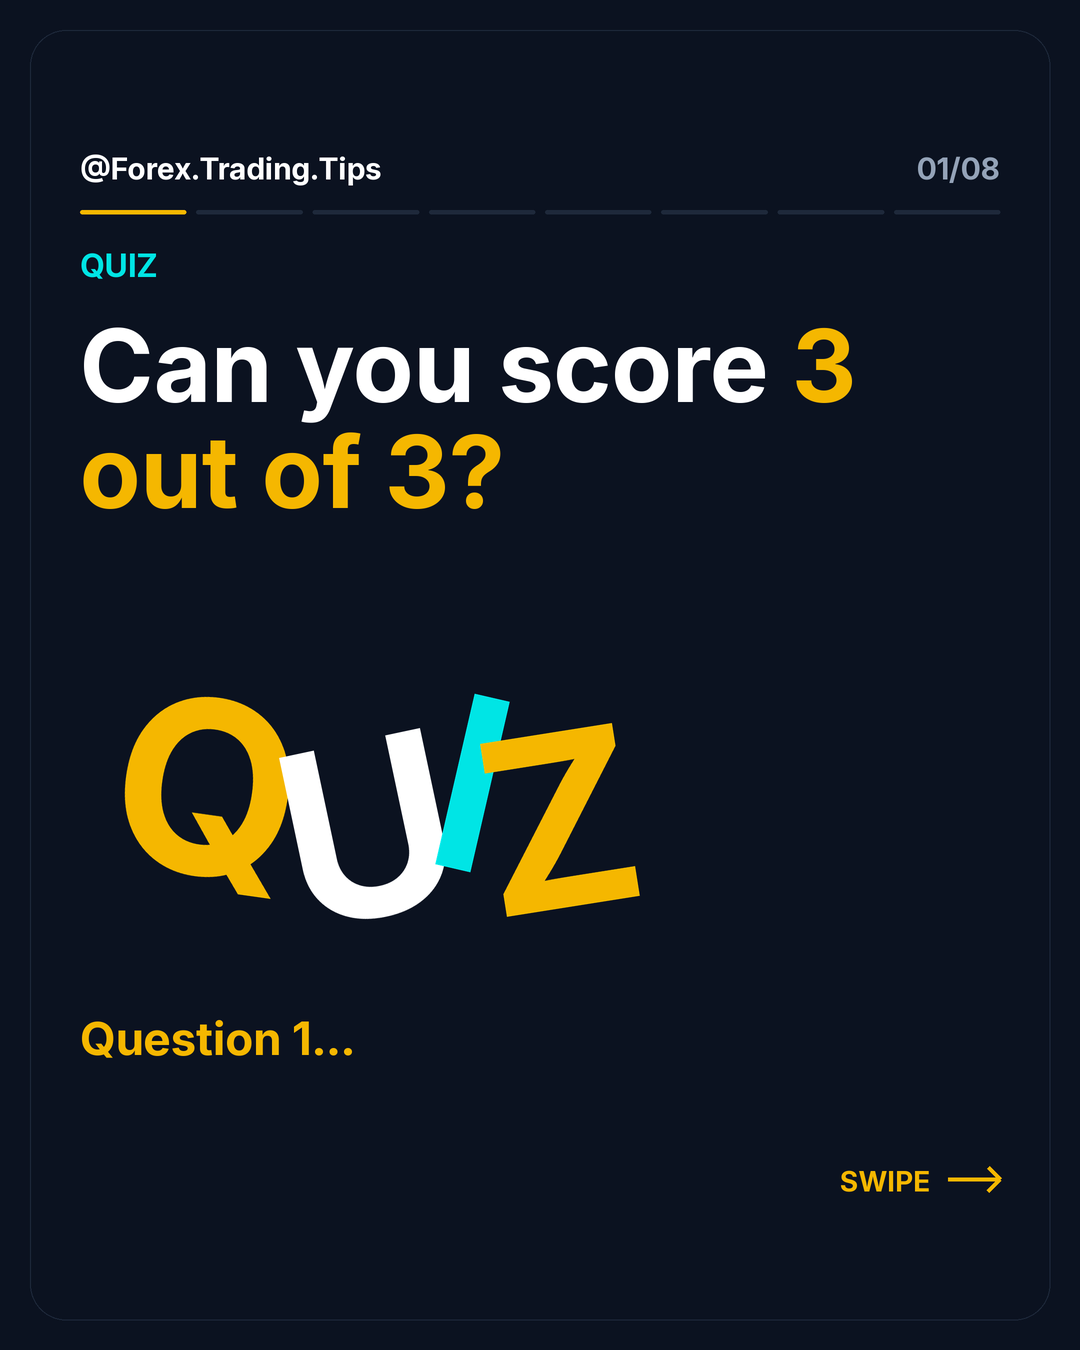 @Forex.Trading.Tips
01/08
QUIZ
Can you score 3
out of 3?
QUIZ
Question 1...
SWIPE